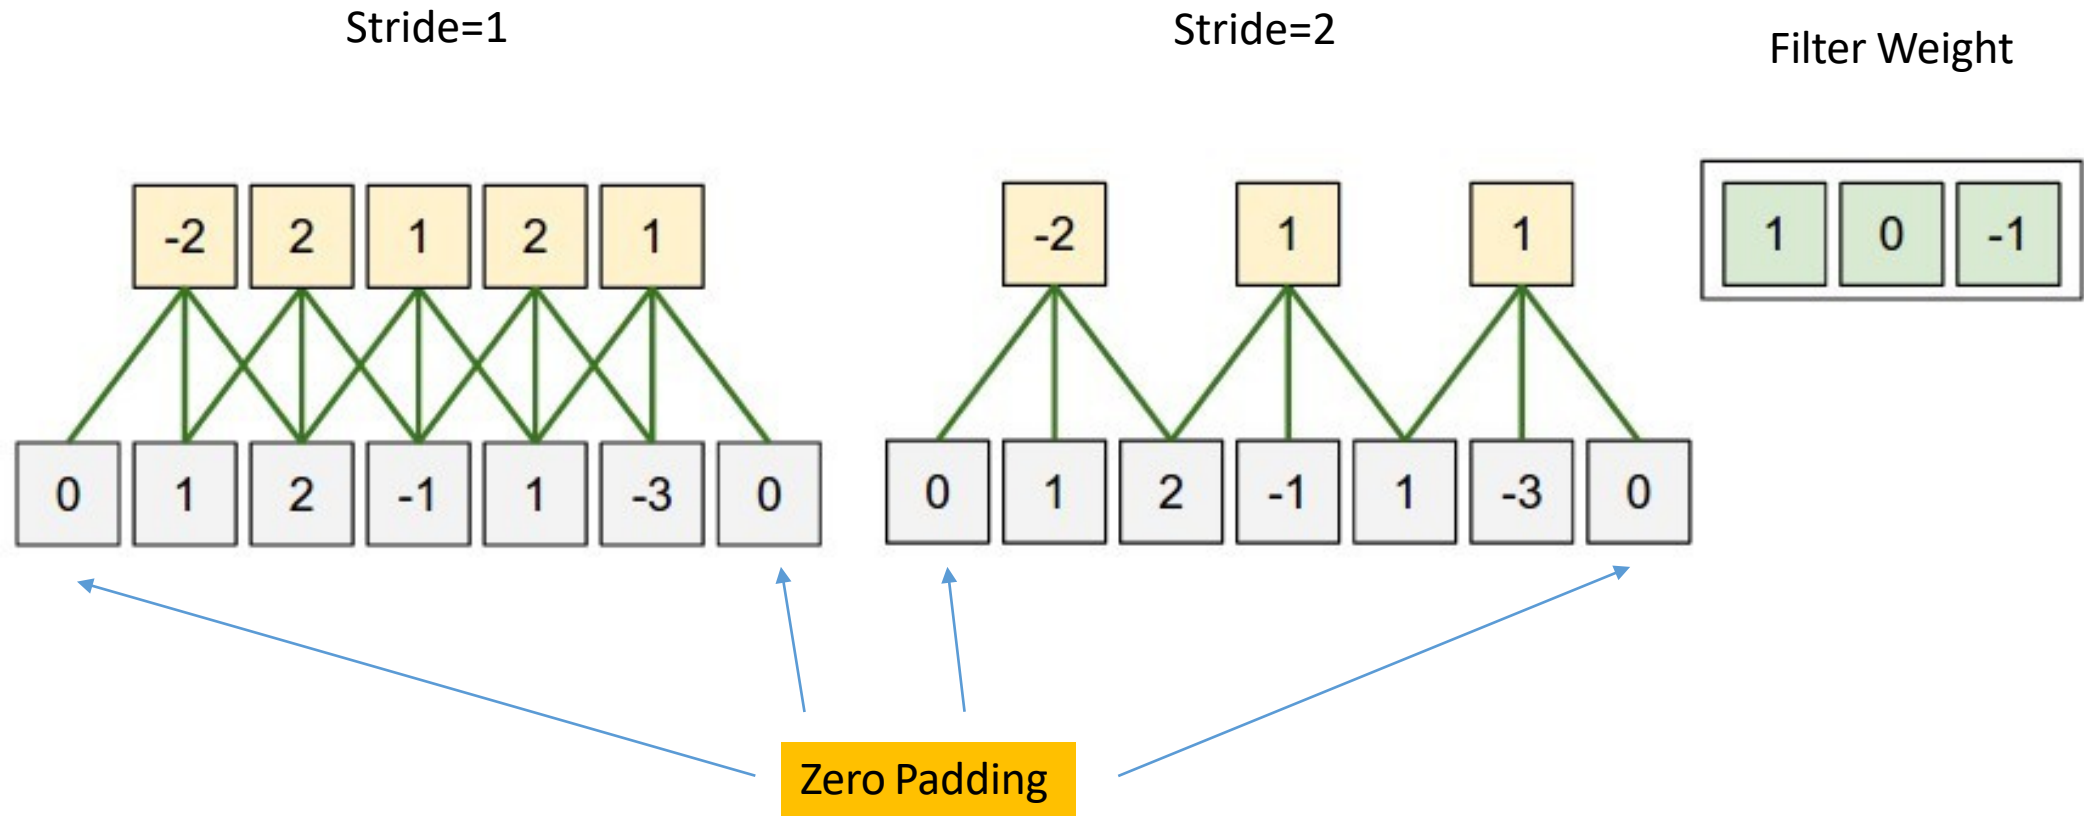 Stride=1
Stride=2
Filter Weight
-2 2 1 2 1
-2 1 1
1 0 -1
0 1 2 -1 1 -3 0
0 1 2 -1 1 -3 0
Zero Padding